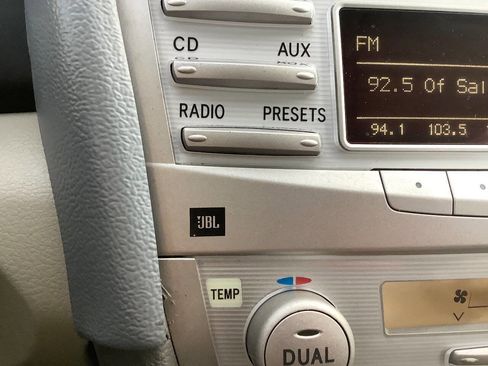 CD AUX
FM
92.5 Of Sal
RADIO PRESETS
94.1 103.5
JBL
TEMP
DUAL